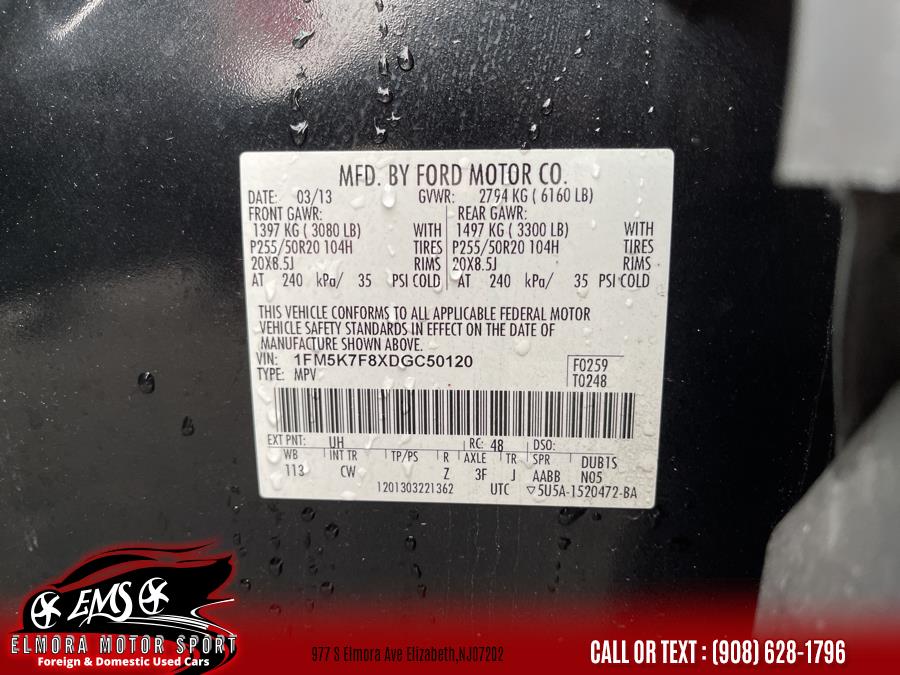 MFD. BY FORD MOTOR CO.
DATE: 03/13 GVWR: 2794 KG ( 6160 LB)
FRONT GAWR: REAR GAWR:
1397 KG ( 3080 LB) WITH 1497 KG ( 3300 LB) WITH
P255/50R20 104H TIRES P255/50R20 104H TIRES
20X8.5J RIMS 20X8.5J RIMS
AT 240 kPa/ 35 PSI COLD AT 240 kPa/ 35 PSI COLD
THIS VEHICLE CONFORMS TO ALL APPLICABLE FEDERAL MOTOR
VEHICLE SAFETY STANDARDS IN EFFECT ON THE DATE OF
MANUFACTURE SHOWN ABOVE.
VIN: 1FM5K7F8XDGC50120 F0259
TYPE: MPV T0248
EXT PNT: UH RC: 48 DSO:
WB INT TR TP/PS R AXLE TR SPR DUB1S
113 CW Z 3F J AABB N05
1201303221362 UTC ▽5U5A-1520472-BA
EMS
ELMORA MOTOR SPORT
Foreign & Domestic Used Cars
977 S Elmora Ave Elizabeth,NJ07202
CALL OR TEXT : (908) 628-1796